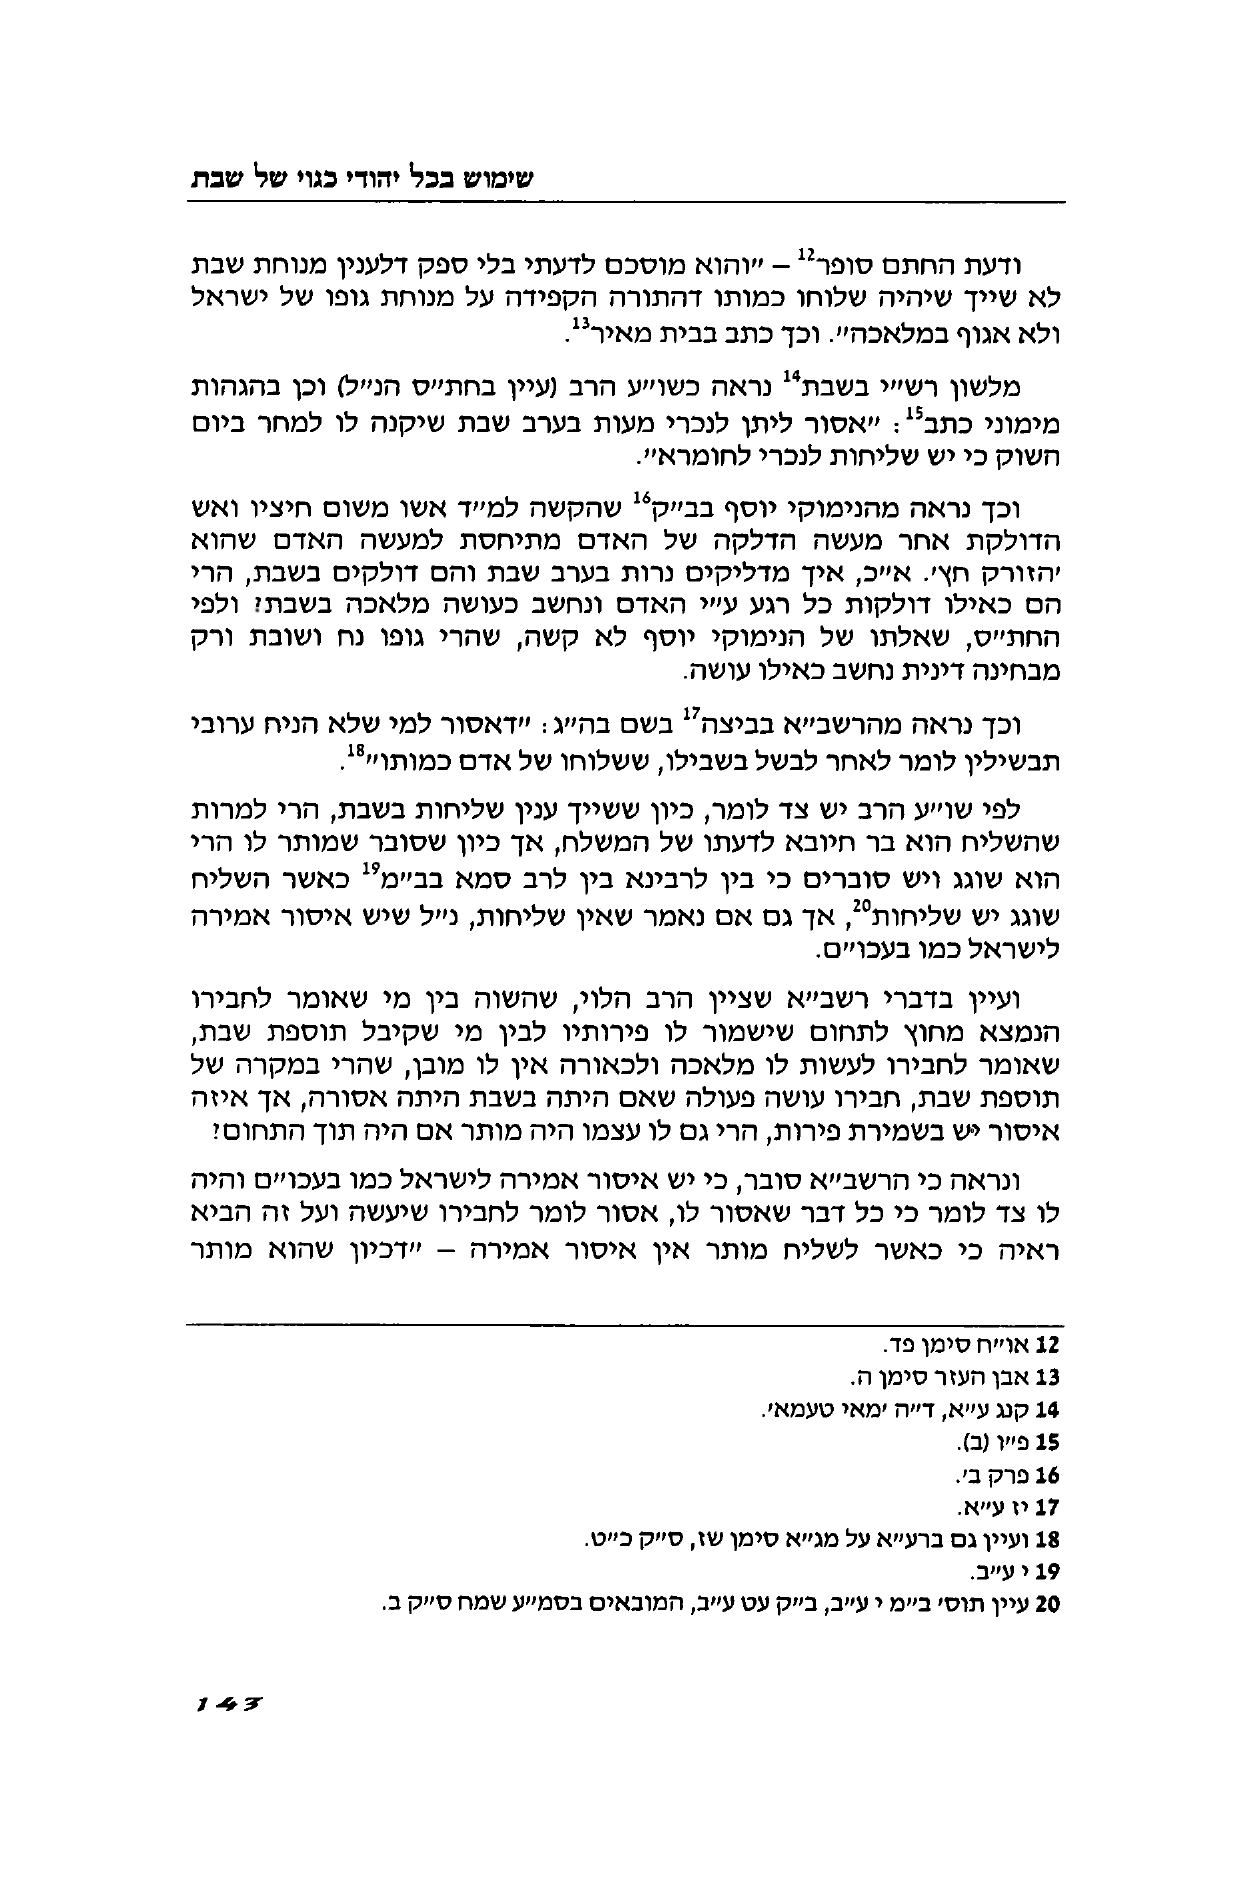 שימוש בכל יהודי כגוי של שבת
ודעת החתם סופר12 – "והוא מוסכם לדעתי בלי ספק דלענין מנוחת שבת
לא שייך שיהיה שלוחו כמותו דהתורה הקפידה על מנוחת גופו של ישראל
ולא אגוף במלאכה". וכך כתב בבית מאיר13.
מלשון רש"י בשבת14 נראה כשו"ע הרב (עיין בחת"ס הנ"ל) וכן בהגהות
מימוני כתב15: "אסור ליתן לנכרי מעות בערב שבת שיקנה לו למחר ביום
השוק כי יש שליחות לנכרי לחומרא".
וכך נראה מהנימוקי יוסף בב"ק16 שהקשה למ"ד אשו משום חיציו ואש
הדולקת אחר מעשה הדלקה של האדם מתיחסת למעשה האדם שהוא
'הזורק חץ'. א"כ, איך מדליקים נרות בערב שבת והם דולקים בשבת, הרי
הם כאילו דולקות כל רגע ע"י האדם ונחשב כעושה מלאכה בשבת? ולפי
החת"ס, שאלתו של הנימוקי יוסף לא קשה, שהרי גופו נח ושובת ורק
מבחינה דינית נחשב כאילו עושה.
וכך נראה מהרשב"א בביצה17 בשם בה"ג: "דאסור למי שלא הניח ערובי
תבשילין לומר לאחר לבשל בשבילו, ששלוחו של אדם כמותו"18.
לפי שו"ע הרב יש צד לומר, כיון ששייך ענין שליחות בשבת, הרי למרות
שהשליח הוא בר חיובא לדעתו של המשלח, אך כיון שסובר שמותר לו הרי
הוא שוגג ויש סוברים כי בין לרבינא בין לרב סמא בב"מ19 כאשר השליח
שוגג יש שליחות20, אך גם אם נאמר שאין שליחות, נ"ל שיש איסור אמירה
לישראל כמו בעכו"ם.
ועיין בדברי רשב"א שציין הרב הלוי, שהשוה בין מי שאומר לחבירו
הנמצא מחוץ לתחום שישמור לו פירותיו לבין מי שקיבל תוספת שבת,
שאומר לחבירו לעשות לו מלאכה ולכאורה אין לו מובן, שהרי במקרה של
תוספת שבת, חבירו עושה פעולה שאם היתה בשבת היתה אסורה, אך איזה
איסור יש בשמירת פירות, הרי גם לו עצמו היה מותר אם היה תוך התחום?
ונראה כי הרשב"א סובר, כי יש איסור אמירה לישראל כמו בעכו"ם והיה
לו צד לומר כי כל דבר שאסור לו, אסור לומר לחבירו שיעשה ועל זה הביא
ראיה כי כאשר לשליח מותר אין איסור אמירה – "דכיון שהוא מותר
12 או"ח סימן פד.
13 אבן העזר סימן ה.
14 קנג ע"א, ד"ה 'מאי טעמא'.
15 פ"ו (ב).
16 פרק ב'.
17 יז ע"א.
18 ועיין גם ברע"א על מג"א סימן שז, ס"ק כ"ט.
19 י ע"ב.
20 עיין תוס' ב"מ י ע"ב, ב"ק עט ע"ב, המובאים בסמ"ע שמח ס"ק ב.
143